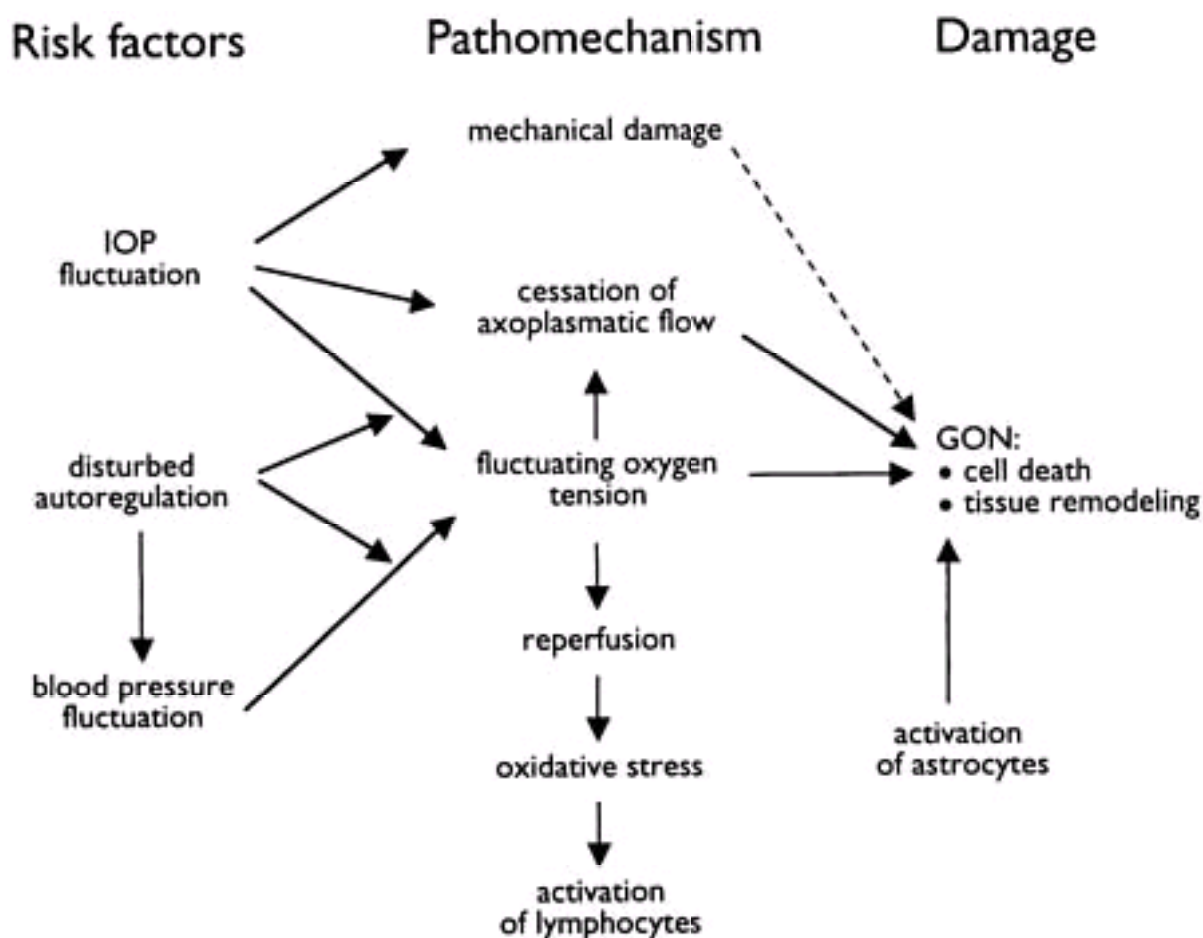 Risk factors
Pathomechanism
Damage
mechanical damage
IOP
fluctuation
cessation of
axoplasmatic flow
disturbed
autoregulation
fluctuating oxygen
tension
GON:
• cell death
• tissue remodeling
reperfusion
blood pressure
fluctuation
activation
of astrocytes
oxidative stress
activation
of lymphocytes